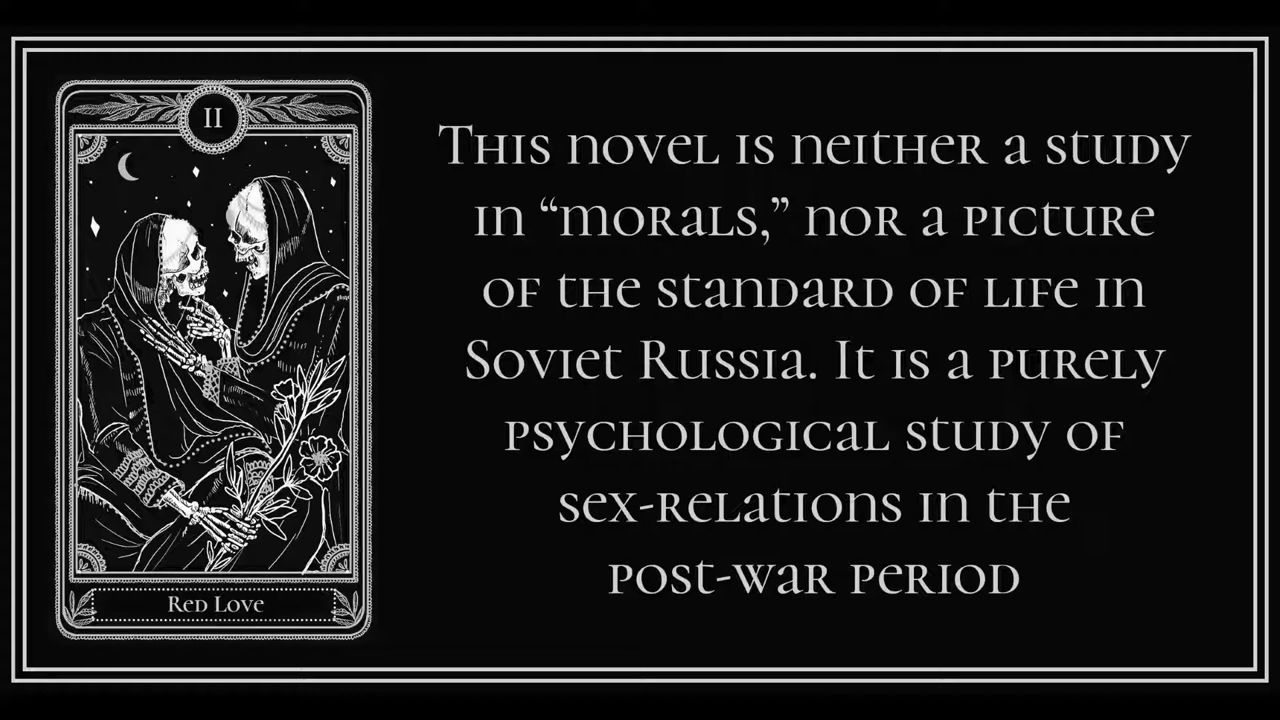 II
Red Love
This novel is neither a study
in “morals,” nor a picture
of the standard of life in
Soviet Russia. It is a purely
psychological study of
sex-relations in the
post-war period